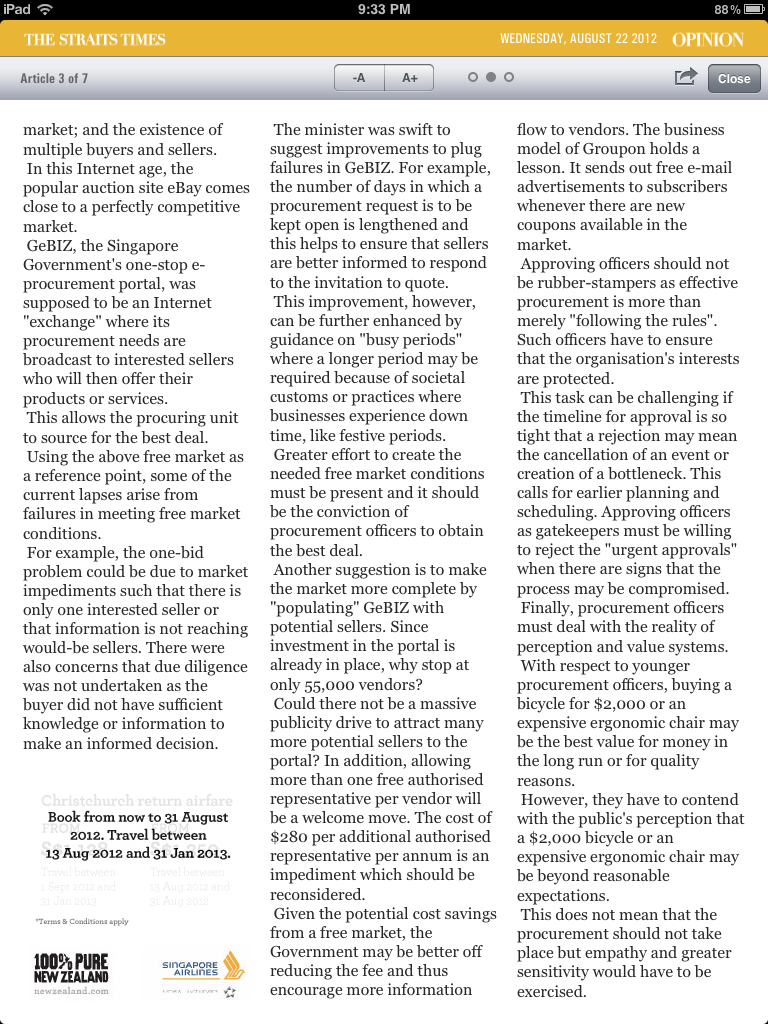 iPad 9:33 PM 88%
THE STRAITS TIMES WEDNESDAY, AUGUST 22 2012 OPINION
Article 3 of 7 -A A+ Close
market; and the existence of
multiple buyers and sellers.
In this Internet age, the
popular auction site eBay comes
close to a perfectly competitive
market.
GeBIZ, the Singapore
Government's one-stop e-
procurement portal, was
supposed to be an Internet
"exchange" where its
procurement needs are
broadcast to interested sellers
who will then offer their
products or services.
This allows the procuring unit
to source for the best deal.
Using the above free market as
a reference point, some of the
current lapses arise from
failures in meeting free market
conditions.
For example, the one-bid
problem could be due to market
impediments such that there is
only one interested seller or
that information is not reaching
would-be sellers. There were
also concerns that due diligence
was not undertaken as the
buyer did not have sufficient
knowledge or information to
make an informed decision.
Christchurch return airfare
Book from now to 31 August
2012. Travel between
13 Aug 2012 and 31 Jan 2013.
FROM FROM
Travel between Travel between
1 Sept 2012 and 13 Aug 2012 and
31 Jan 2013 31 Aug 2012
*Terms & Conditions apply
100% PURE
NEW ZEALAND
newzealand.com
SINGAPORE
AIRLINES
The minister was swift to
suggest improvements to plug
failures in GeBIZ. For example,
the number of days in which a
procurement request is to be
kept open is lengthened and
this helps to ensure that sellers
are better informed to respond
to the invitation to quote.
This improvement, however,
can be further enhanced by
guidance on "busy periods"
where a longer period may be
required because of societal
customs or practices where
businesses experience down
time, like festive periods.
Greater effort to create the
needed free market conditions
must be present and it should
be the conviction of
procurement officers to obtain
the best deal.
Another suggestion is to make
the market more complete by
"populating" GeBIZ with
potential sellers. Since
investment in the portal is
already in place, why stop at
only 55,000 vendors?
Could there not be a massive
publicity drive to attract many
more potential sellers to the
portal? In addition, allowing
more than one free authorised
representative per vendor will
be a welcome move. The cost of
$280 per additional authorised
representative per annum is an
impediment which should be
reconsidered.
Given the potential cost savings
from a free market, the
Government may be better off
reducing the fee and thus
encourage more information
flow to vendors. The business
model of Groupon holds a
lesson. It sends out free e-mail
advertisements to subscribers
whenever there are new
coupons available in the
market.
Approving officers should not
be rubber-stampers as effective
procurement is more than
merely "following the rules".
Such officers have to ensure
that the organisation's interests
are protected.
This task can be challenging if
the timeline for approval is so
tight that a rejection may mean
the cancellation of an event or
creation of a bottleneck. This
calls for earlier planning and
scheduling. Approving officers
as gatekeepers must be willing
to reject the "urgent approvals"
when there are signs that the
process may be compromised.
Finally, procurement officers
must deal with the reality of
perception and value systems.
With respect to younger
procurement officers, buying a
bicycle for $2,000 or an
expensive ergonomic chair may
be the best value for money in
the long run or for quality
reasons.
However, they have to contend
with the public's perception that
a $2,000 bicycle or an
expensive ergonomic chair may
be beyond reasonable
expectations.
This does not mean that the
procurement should not take
place but empathy and greater
sensitivity would have to be
exercised.